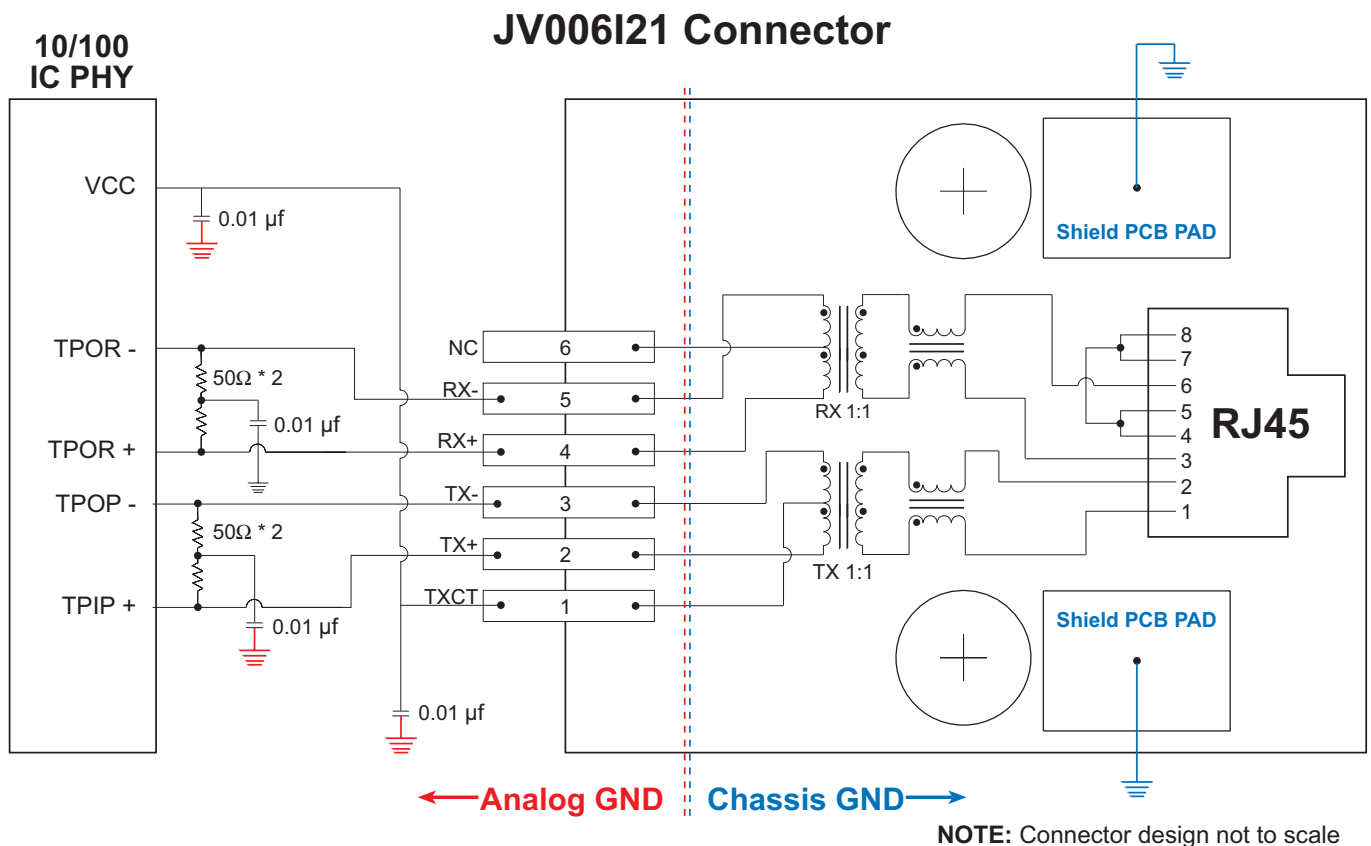 JV006I21 Connector
10/100
IC PHY
VCC
0.01 µf
Shield PCB PAD
TPOR -
50Ω * 2
0.01 µf
TPOR +
TPOP -
50Ω * 2
TPIP +
0.01 µf
0.01 µf
NC
6
RX-
5
RX+
4
TX-
3
TX+
2
TXCT
1
RX 1:1
TX 1:1
8
7
6
5
4
3
2
1
RJ45
Shield PCB PAD
Analog GND
Chassis GND
NOTE: Connector design not to scale